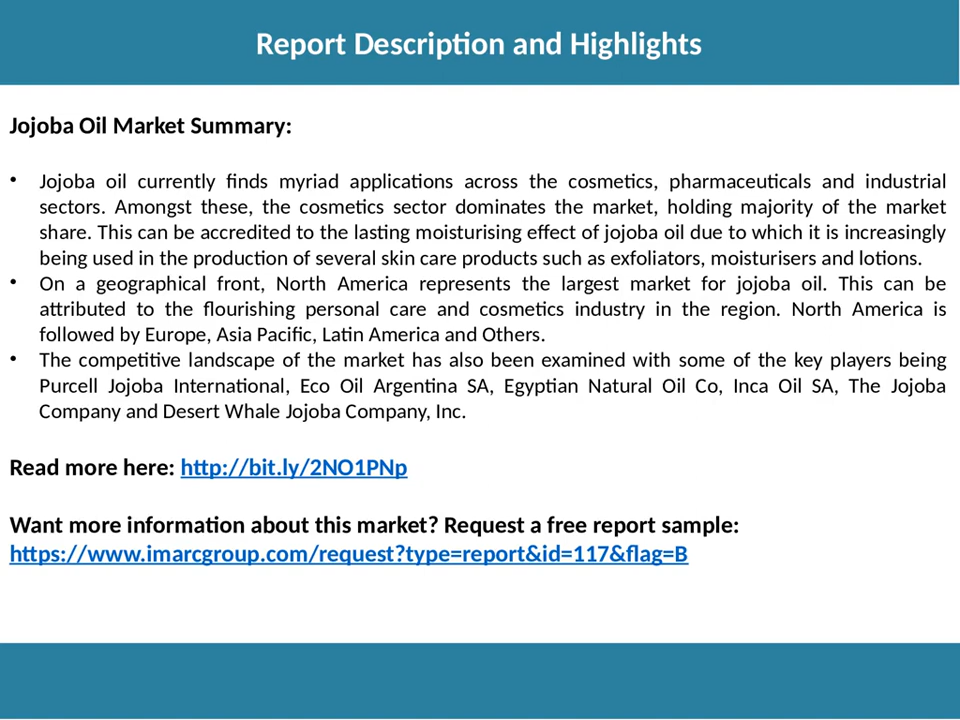 Report Description and Highlights
Jojoba Oil Market Summary:
• Jojoba oil currently finds myriad applications across the cosmetics, pharmaceuticals and industrial
sectors. Amongst these, the cosmetics sector dominates the market, holding majority of the market
share. This can be accredited to the lasting moisturising effect of jojoba oil due to which it is increasingly
being used in the production of several skin care products such as exfoliators, moisturisers and lotions.
• On a geographical front, North America represents the largest market for jojoba oil. This can be
attributed to the flourishing personal care and cosmetics industry in the region. North America is
followed by Europe, Asia Pacific, Latin America and Others.
• The competitive landscape of the market has also been examined with some of the key players being
Purcell Jojoba International, Eco Oil Argentina SA, Egyptian Natural Oil Co, Inca Oil SA, The Jojoba
Company and Desert Whale Jojoba Company, Inc.
Read more here: http://bit.ly/2NO1PNp
Want more information about this market? Request a free report sample:
https://www.imarcgroup.com/request?type=report&id=117&flag=B